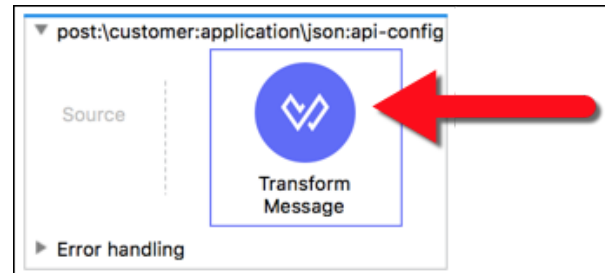 post:\customer:application\json:api-config
Source
Transform
Message
Error handling